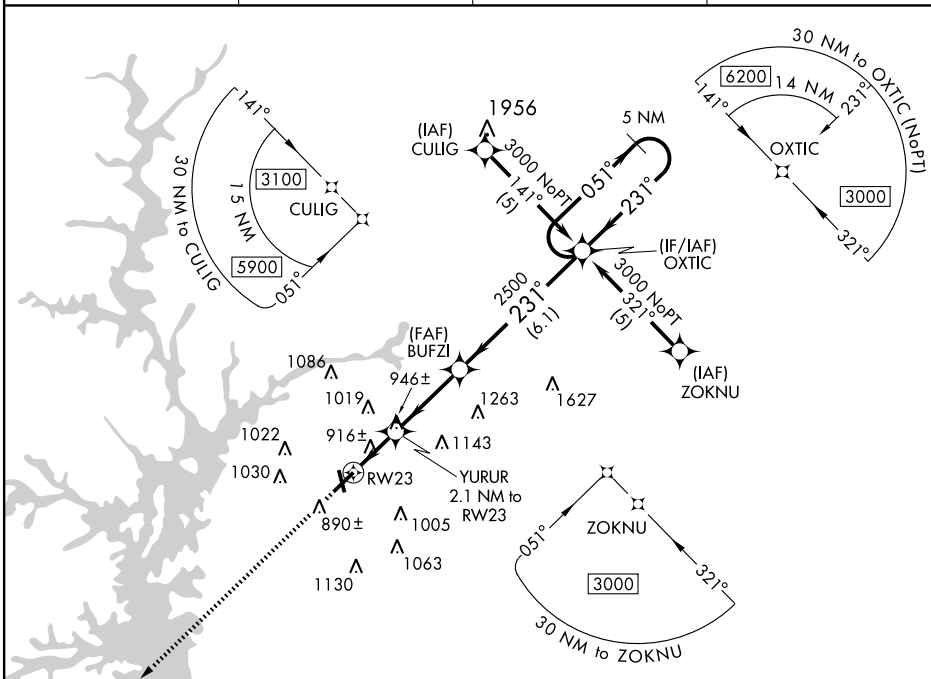 30 NM to OXTIC (NoPT)
6200
14 NM
141°
231°
OXTIC
3000
321°
141°
3100
15 NM
CULIG
30 NM to CULIG
5900
051°
1956
(IAF)
CULIG
3000 NoPT
141°
(5)
5 NM
051°
231°
(IF/IAF)
OXTIC
3000 NoPT
321°
(5)
(IAF)
ZOKNU
2500
231°
(6.1)
(FAF)
BUFZI
1086
946±
1019
1263
1627
1022
916±
1143
1030
RW23
YURUR
2.1 NM to
RW23
890±
1005
1063
1130
051°
ZOKNU
3000
321°
30 NM to ZOKNU